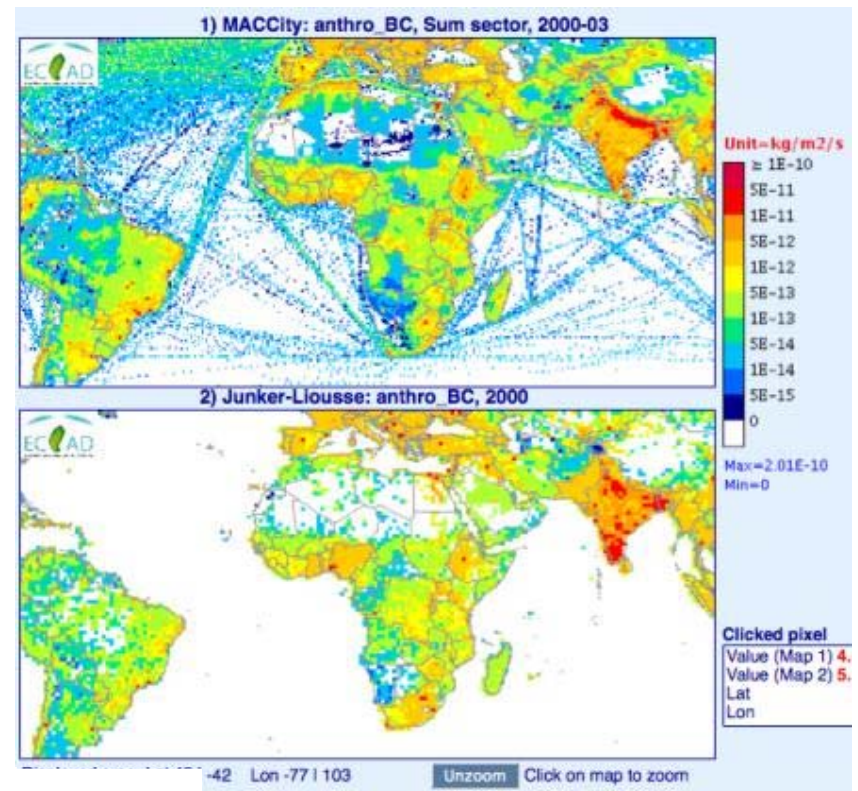 1) MACCity: anthro_BC, Sum sector, 2000-03
ECCAD
Unit=kg/m2/s
≥ 1E-10
5E-11
1E-11
5E-12
1E-12
5E-13
1E-13
5E-14
1E-14
5E-15
0
Max=2.01E-10
Min=0
2) Junker-Liousse: anthro_BC, 2000
ECCAD
Clicked pixel
Value (Map 1) 4.
Value (Map 2) 5.
Lat
Lon
-42 Lon -77 | 103
Unzoom Click on map to zoom